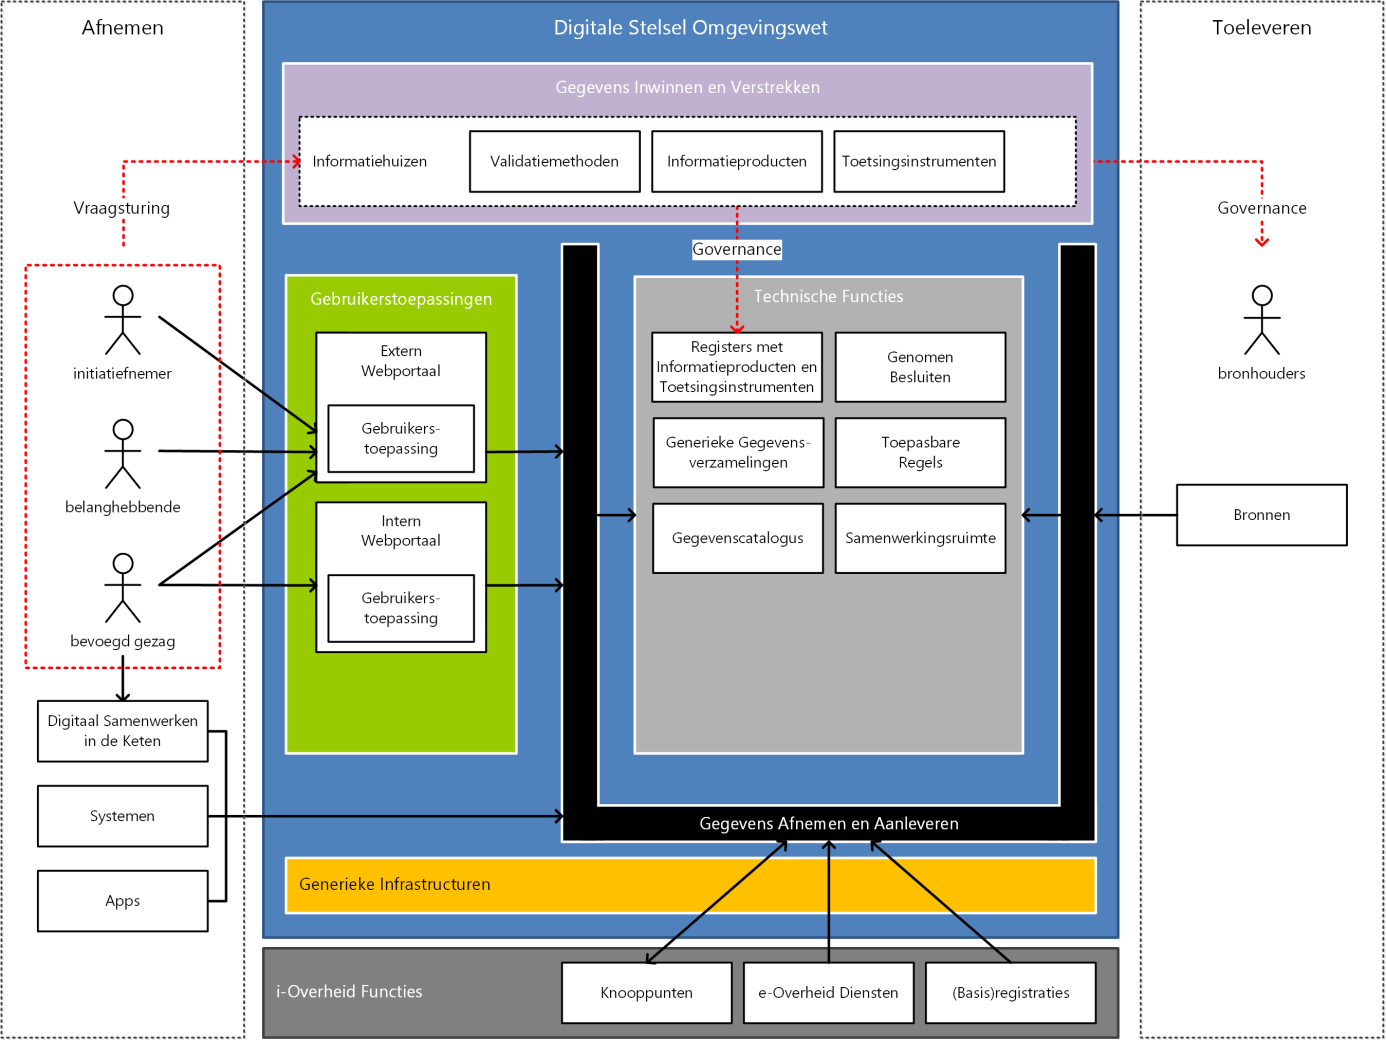 Afnemen
Digitale Stelsel Omgevingswet
Toeleveren
Gegevens Inwinnen en Verstrekken
Informatiehuizen
Validatiemethoden
Informatieproducten
Toetsingsinstrumenten
Vraagsturing
Governance
Governance
initiatiefnemer
belanghebbende
bevoegd gezag
Digitaal Samenwerken
in de Keten
Systemen
Apps
Gebruikerstoepassingen
Extern
Webportaal
Gebruikers-
toepassing
Intern
Webportaal
Gebruikers-
toepassing
Technische Functies
Registers met
Informatieproducten en
Toetsingsinstrumenten
Genomen
Besluiten
Generieke Gegevens-
verzamelingen
Toepasbare
Regels
Gegevenscatalogus
Samenwerkingsruimte
bronhouders
Bronnen
Gegevens Afnemen en Aanleveren
Generieke Infrastructuren
i-Overheid Functies
Knooppunten
e-Overheid Diensten
(Basis)registraties